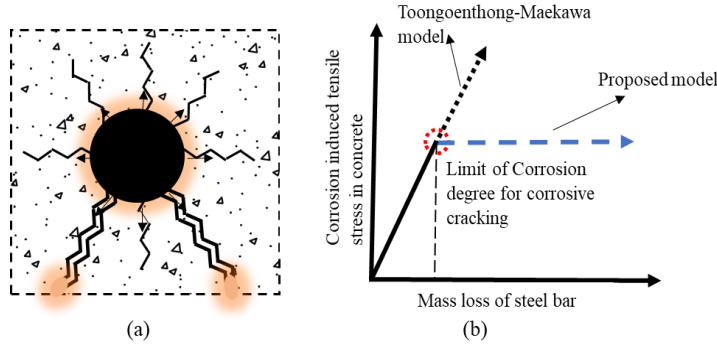 Toongoenthong-Maekawa
model
Proposed model
Corrosion induced tensile
stress in concrete
Limit of Corrosion
degree for corrosive
cracking
Mass loss of steel bar
(a)
(b)